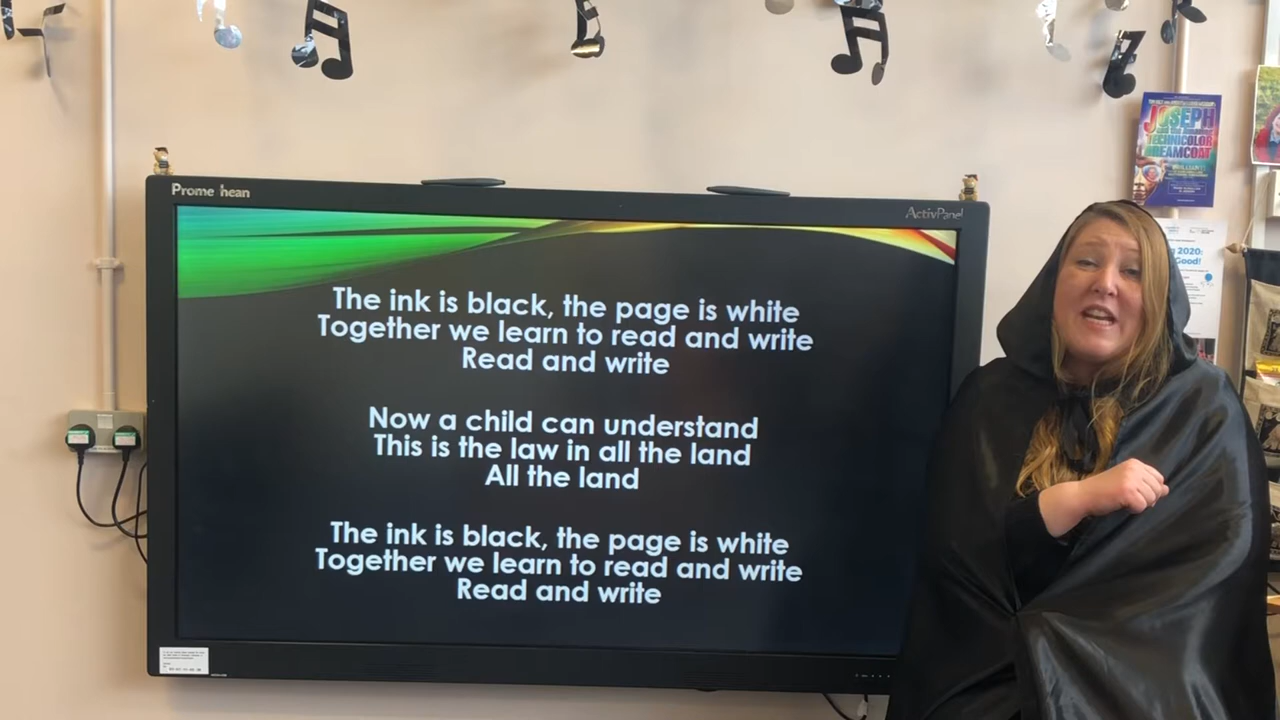 Prome hean
ActivPanel
The ink is black, the page is white
Together we learn to read and write
Read and write
Now a child can understand
This is the law in all the land
All the land
The ink is black, the page is white
Together we learn to read and write
Read and write
JOSEPH
TECHNICOLOR
DREAMCOAT
2020:
Good!